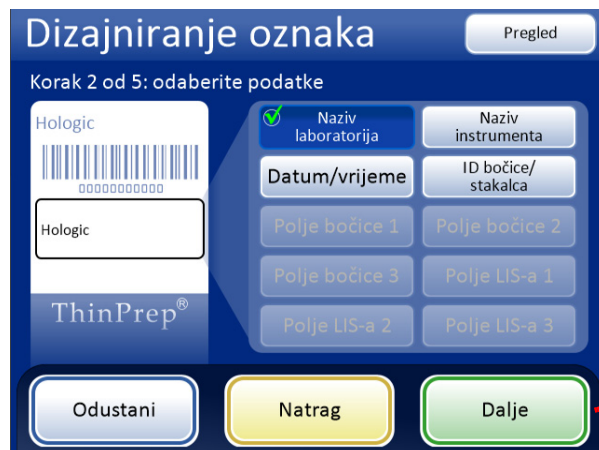 Dizajniranje oznaka
Pregled
Korak 2 od 5: odaberite podatke
Hologic
00000000000
Hologic
ThinPrep®
Naziv
laboratorija
Naziv
instrumenta
Datum/vrijeme
ID bočice/
stakalca
Polje bočice 1
Polje bočice 2
Polje bočice 3
Polje LIS-a 1
Polje LIS-a 2
Polje LIS-a 3
Odustani
Natrag
Dalje